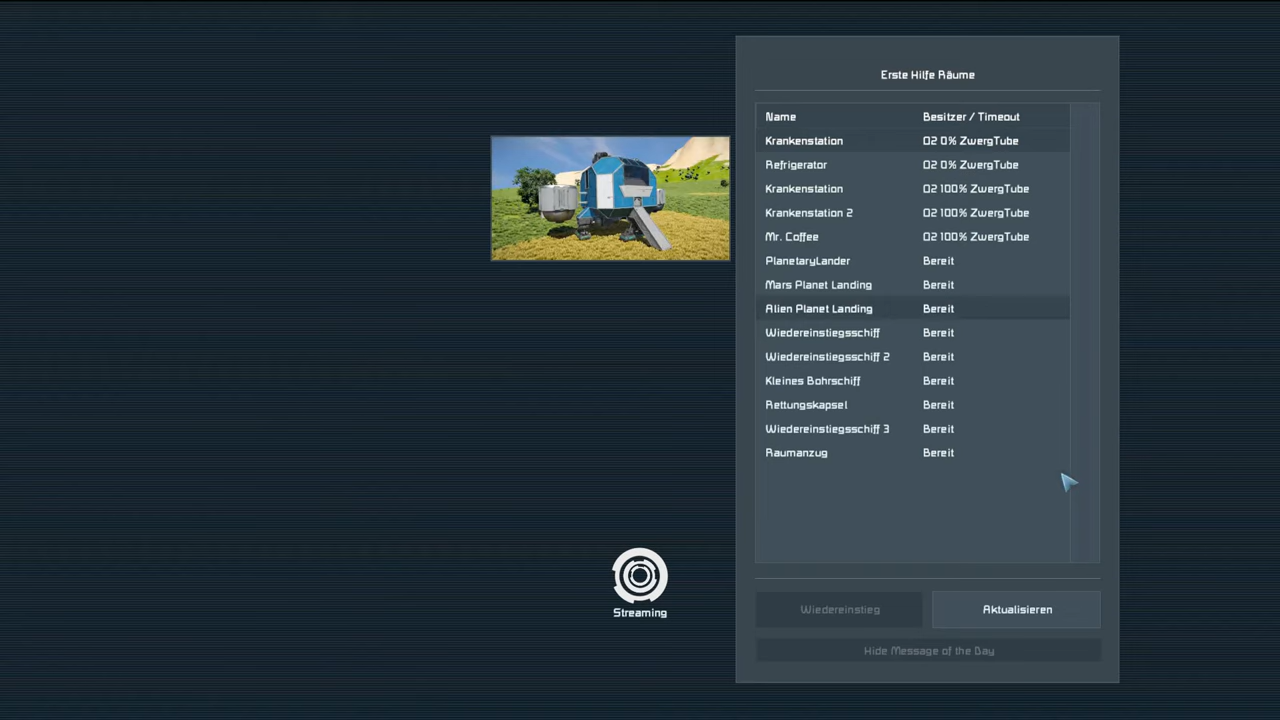 Erste Hilfe Räume
Name Besitzer / Timeout
Krankenstation O2 0% ZwergTube
Refrigerator O2 0% ZwergTube
Krankenstation O2 100% ZwergTube
Krankenstation 2 O2 100% ZwergTube
Mr. Coffee O2 100% ZwergTube
PlanetaryLander Bereit
Mars Planet Landing Bereit
Alien Planet Landing Bereit
Wiedereinstiegsschiff Bereit
Wiedereinstiegsschiff 2 Bereit
Kleines Bohrschiff Bereit
Rettungskapsel Bereit
Wiedereinstiegsschiff 3 Bereit
Raumanzug Bereit
Streaming
Wiedereinstieg Aktualisieren
Hide Message of the Day